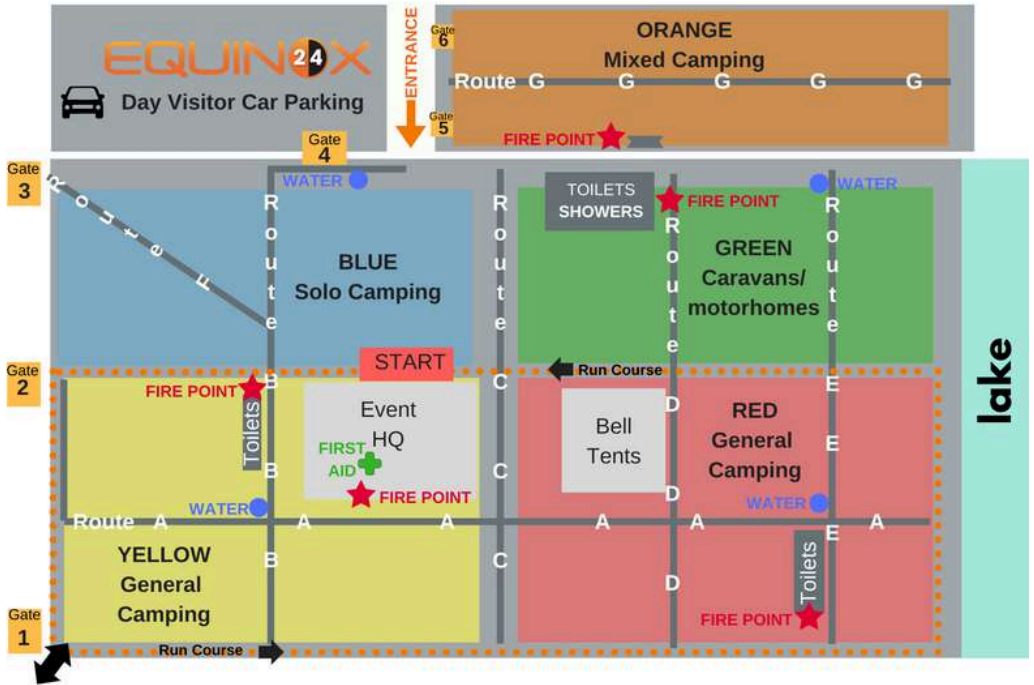 EQUINOX
24
Day Visitor Car Parking
ENTRANCE
Gate
6
ORANGE
Mixed Camping
Route G G G G G
Gate
5
FIRE POINT
Gate
4
Gate
3
WATER
TOILETS
SHOWERS
FIRE POINT
WATER
Route F
Route
Route
Route
Route
BLUE
Solo Camping
GREEN
Caravans/
motorhomes
START
Run Course
Gate
2
FIRE POINT
Toilets
B
B
B
Event
HQ
FIRST
AID
FIRE POINT
C
C
C
Bell
Tents
D
D
D
RED
General
Camping
E
E
E
WATER
WATER
Route A A A A A A
YELLOW
General
Camping
Toilets
FIRE POINT
Gate
1
Run Course
lake